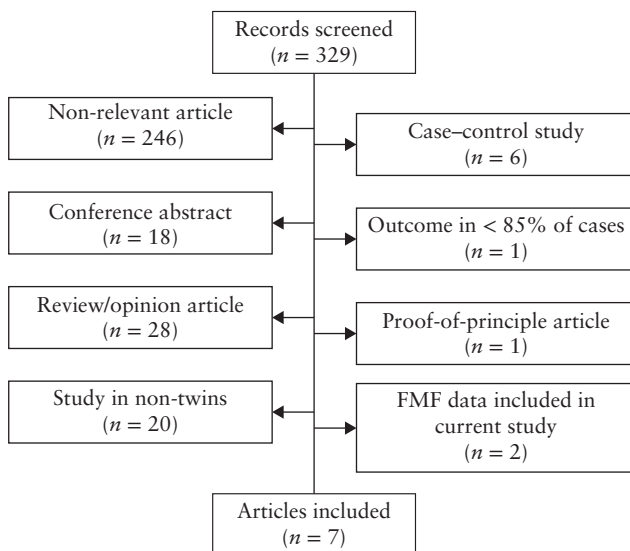 Records screened
(n = 329)
Non-relevant article
(n = 246)
Case–control study
(n = 6)
Conference abstract
(n = 18)
Outcome in < 85% of cases
(n = 1)
Review/opinion article
(n = 28)
Proof-of-principle article
(n = 1)
Study in non-twins
(n = 20)
FMF data included in
current study
(n = 2)
Articles included
(n = 7)